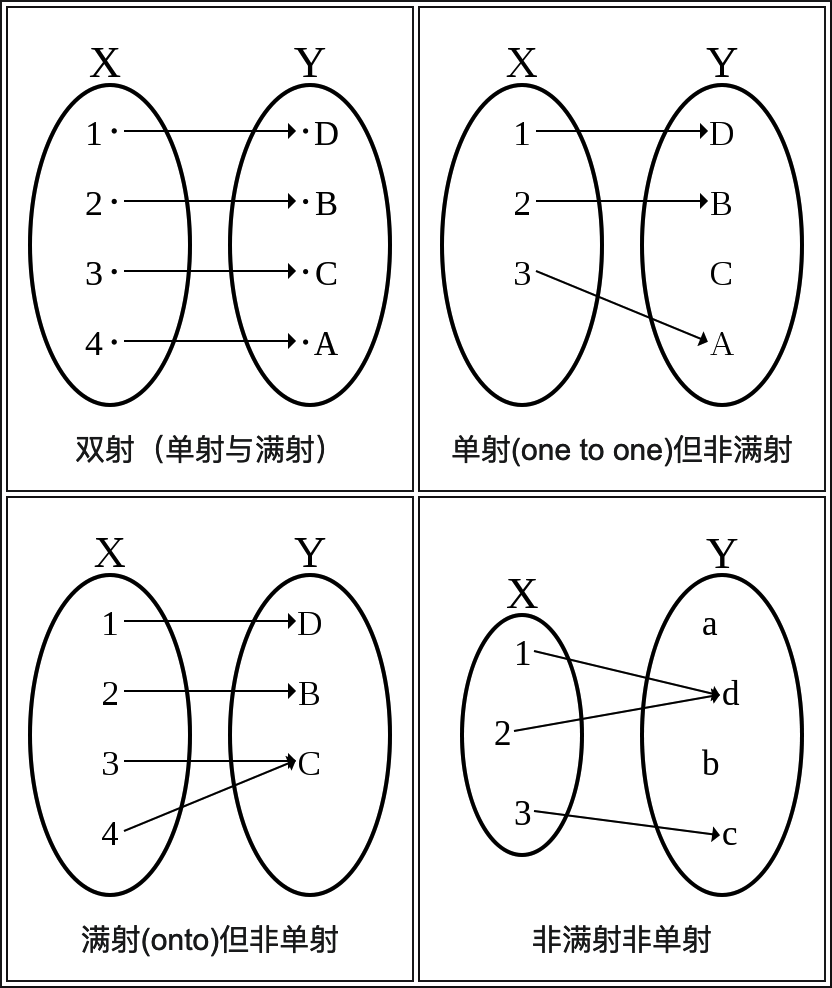 X Y
1 · · D
2 · · B
3 · · C
4 · · A
双射（单射与满射）
X Y
1 D
2 B
3 C
A
单射(one to one)但非满射
X Y
1 D
2 B
3 C
4
满射(onto)但非单射
Y
X
a
1
d
2
b
3
c
非满射非单射